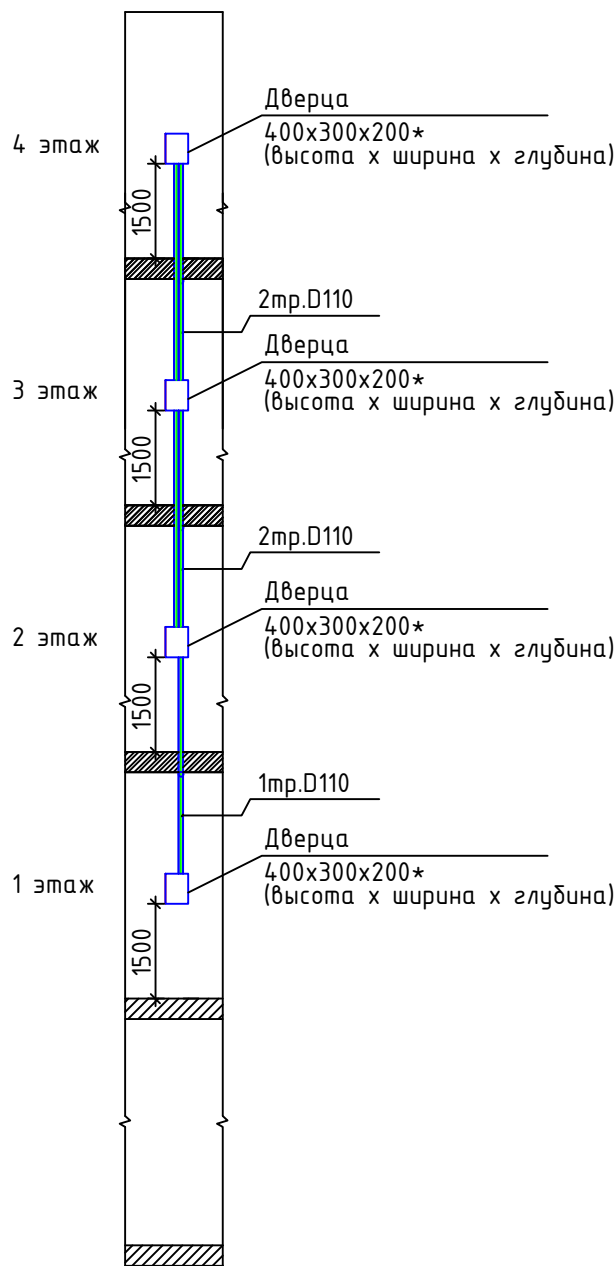 Дверца
4 этаж
400х300х200*
(высота х ширина х глубина)
1500
2тр.D110
Дверца
3 этаж
400х300х200*
(высота х ширина х глубина)
1500
2тр.D110
Дверца
2 этаж
400х300х200*
(высота х ширина х глубина)
1500
1тр.D110
Дверца
1 этаж
400х300х200*
(высота х ширина х глубина)
1500